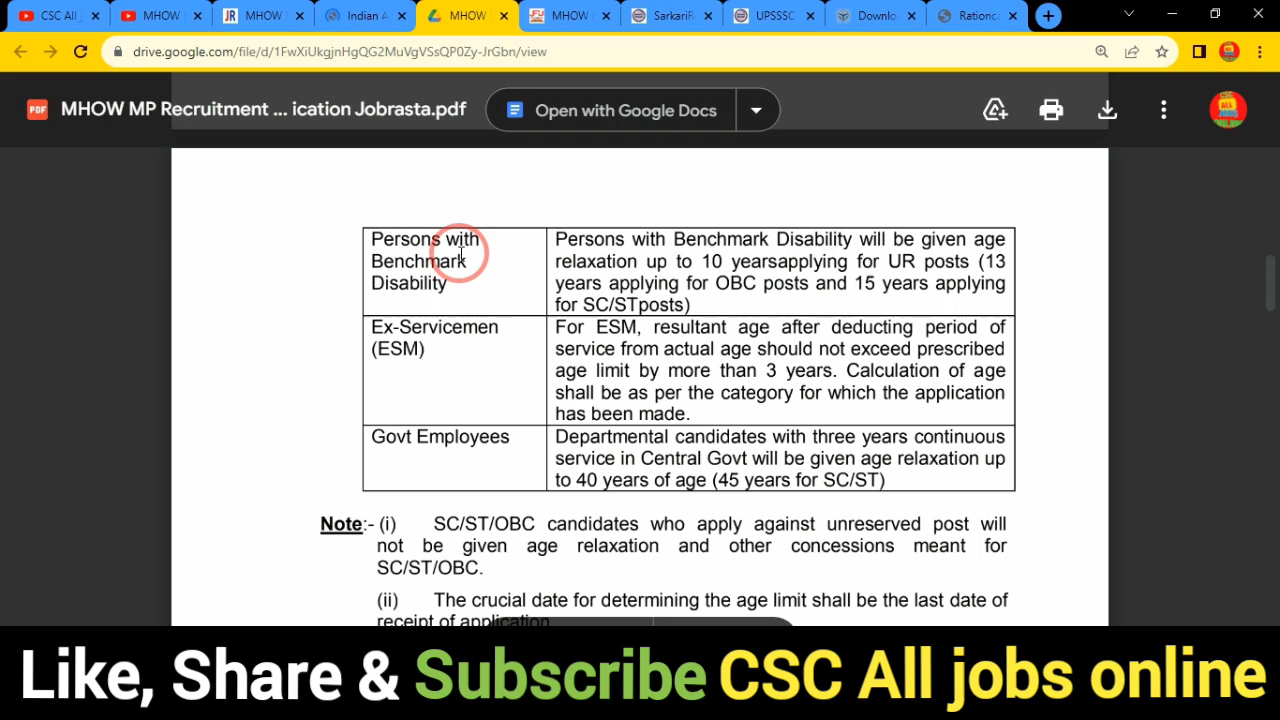 CSC All j
MHOW
MHOW
Indian A
MHOW
MHOW
SarkariR
UPSSSC
Downlo
Rationc
drive.google.com/file/d/1FwXiUkgjnHgQG2MuVgVSsQP0Zy-JrGbn/view
PDF
MHOW MP Recruitment ... ication Jobrasta.pdf
Open with Google Docs
Persons with
Benchmark
Disability
Persons with Benchmark Disability will be given age
relaxation up to 10 yearsapplying for UR posts (13
years applying for OBC posts and 15 years applying
for SC/STposts)
Ex-Servicemen
(ESM)
For ESM, resultant age after deducting period of
service from actual age should not exceed prescribed
age limit by more than 3 years. Calculation of age
shall be as per the category for which the application
has been made.
Govt Employees
Departmental candidates with three years continuous
service in Central Govt will be given age relaxation up
to 40 years of age (45 years for SC/ST)
Note:- (i) SC/ST/OBC candidates who apply against unreserved post will
not be given age relaxation and other concessions meant for
SC/ST/OBC.
(ii) The crucial date for determining the age limit shall be the last date of
receipt of application
Like, Share & Subscribe CSC All jobs online